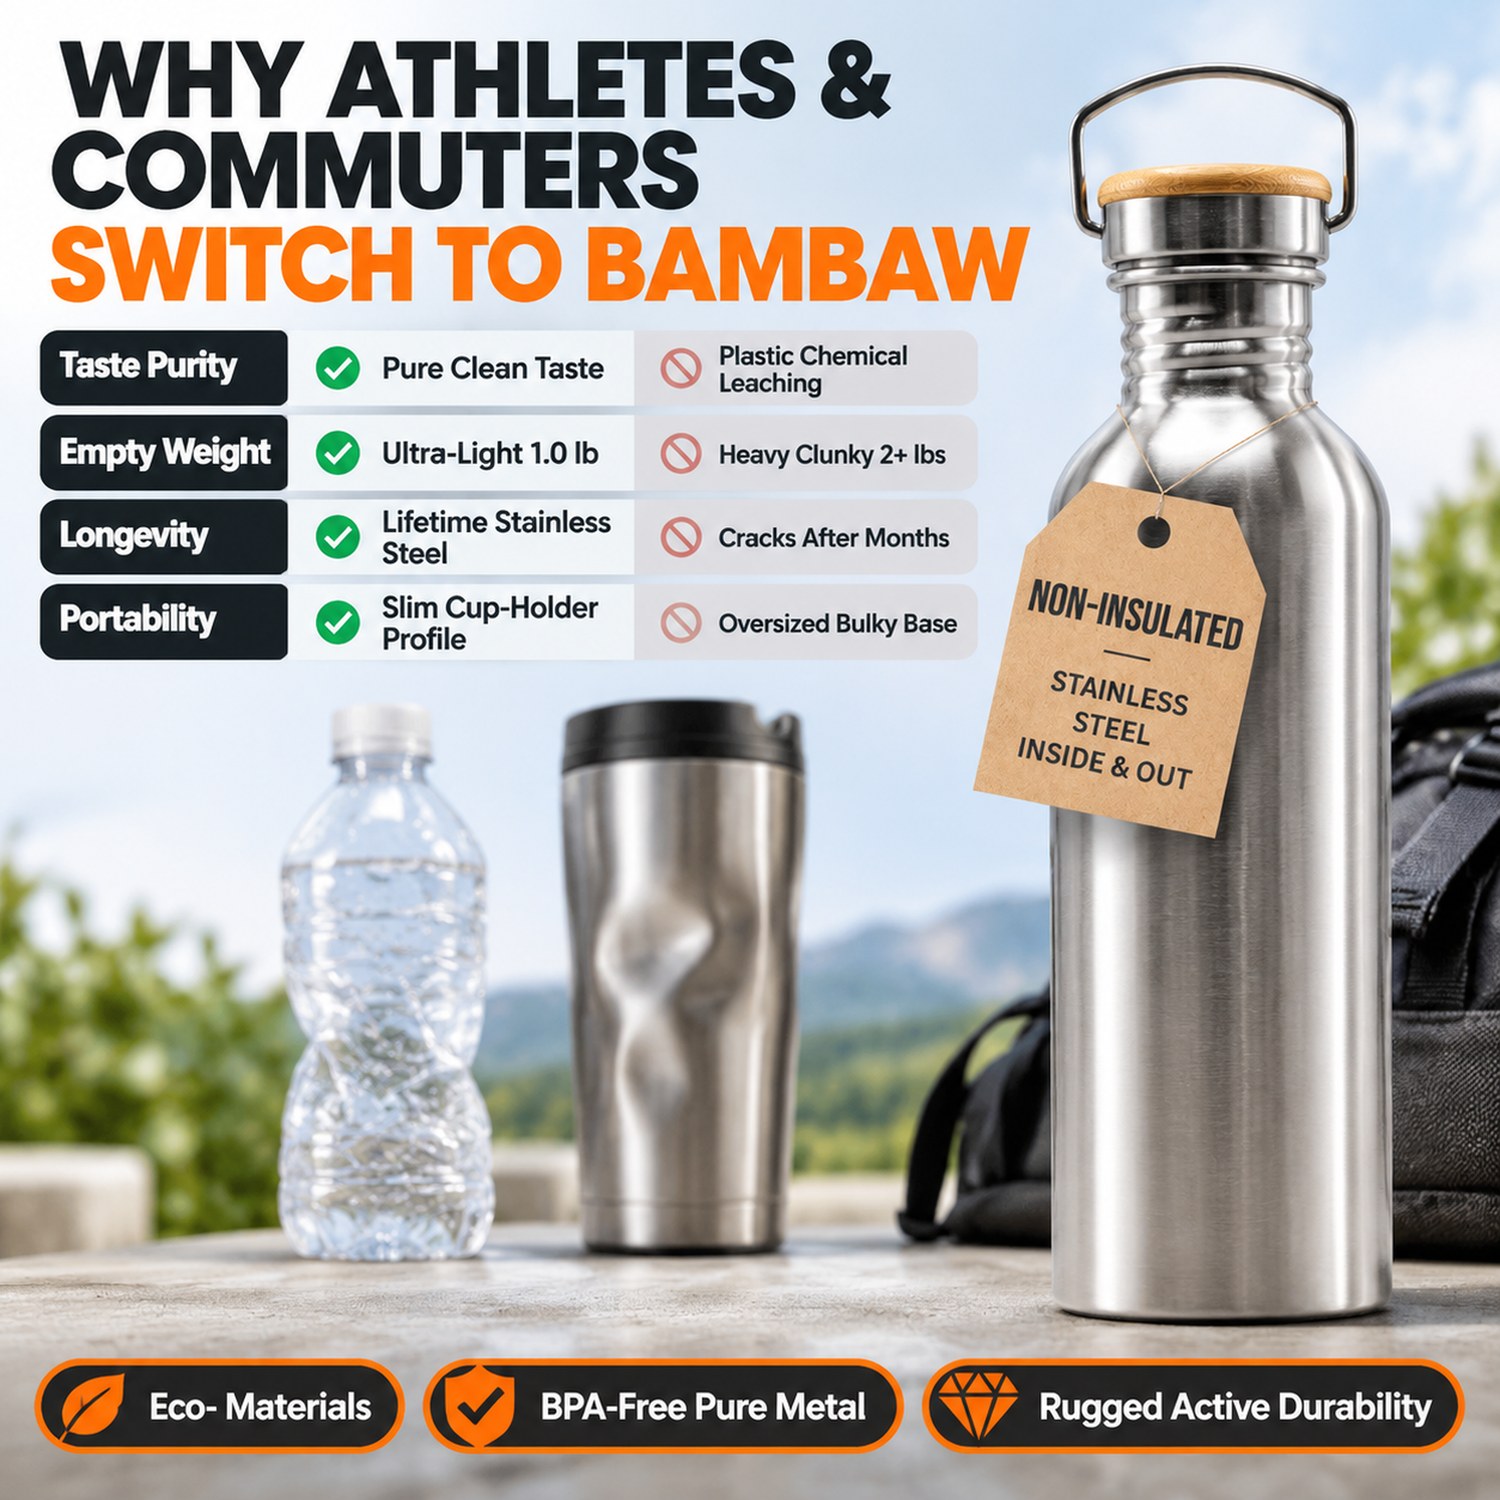 WHY ATHLETES &
COMMUTERS
SWITCH TO BAMBAW
Taste Purity
Pure Clean Taste
Plastic Chemical
Leaching
Empty Weight
Ultra-Light 1.0 lb
Heavy Clunky 2+ lbs
Longevity
Lifetime Stainless
Steel
Cracks After Months
Portability
Slim Cup-Holder
Profile
Oversized Bulky Base
NON-INSULATED
STAINLESS
STEEL
INSIDE & OUT
Eco- Materials
BPA-Free Pure Metal
Rugged Active Durability